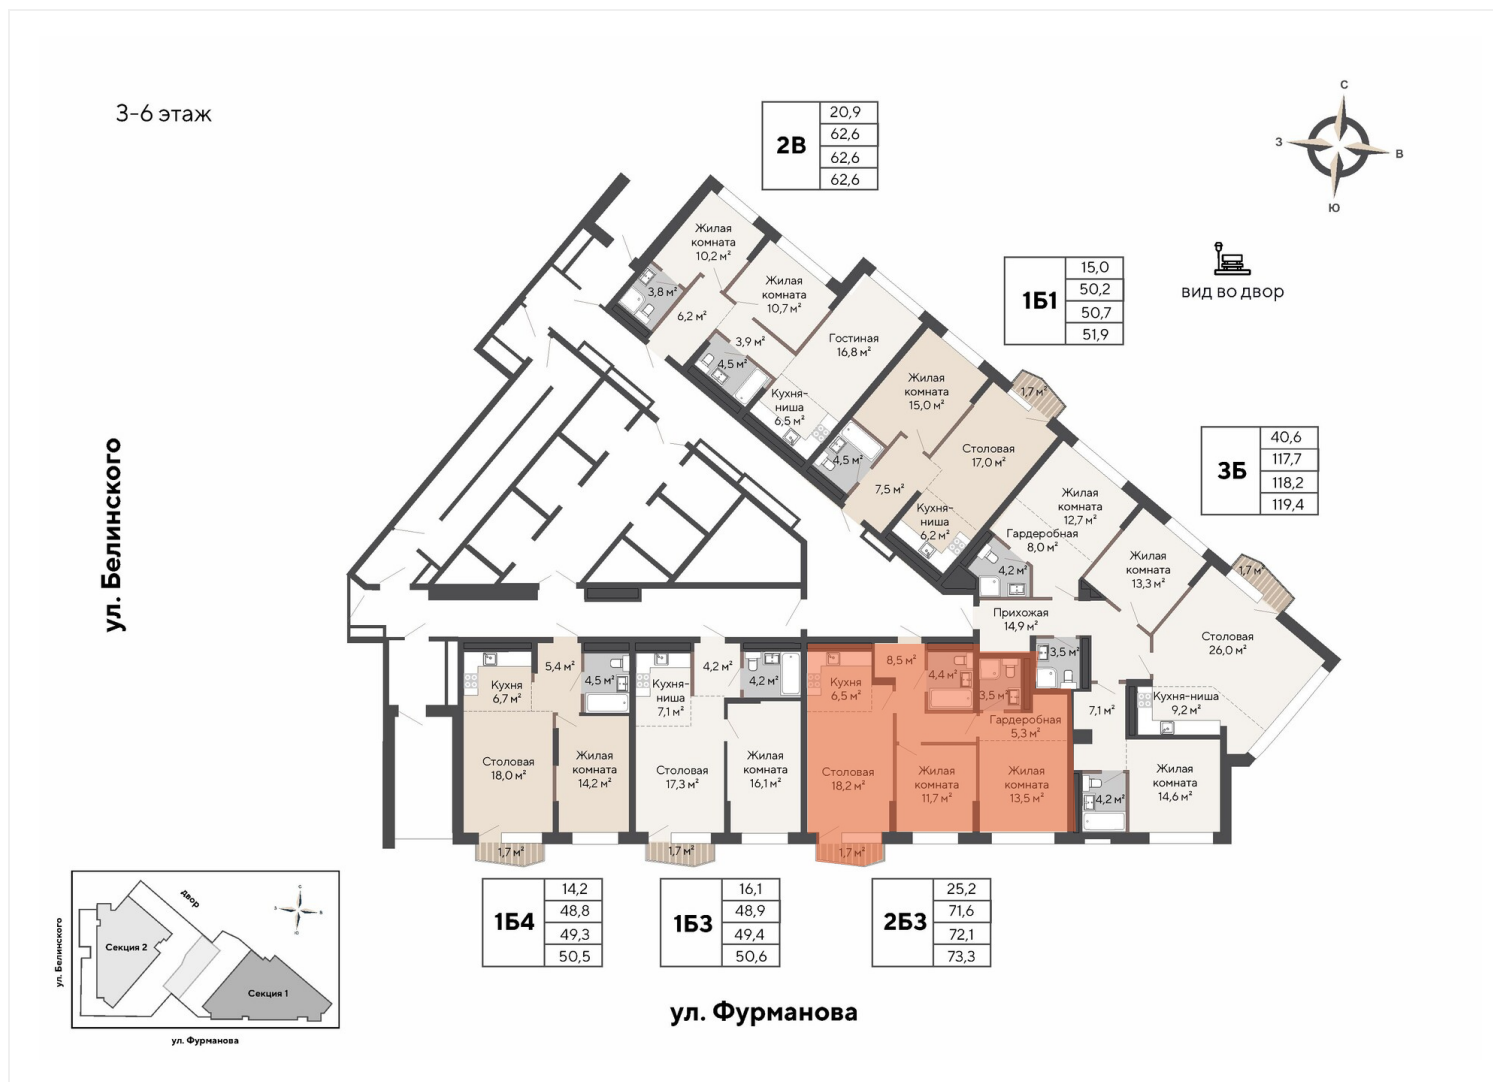 3-6 этаж
2В
20,9
62,6
62,6
62,6
С
З
В
Ю
вид во двор
1Б1
15,0
50,2
50,7
51,9
3Б
40,6
117,7
118,2
119,4
ул. Белинского
Жилая
комната
10,2 м²
3,8 м²
6,2 м²
Жилая
комната
10,7 м²
3,9 м²
4,5 м²
Гостиная
16,8 м²
Кухня-
ниша
6,5 м²
Жилая
комната
15,0 м²
1,7 м²
4,5 м²
7,5 м²
Столовая
17,0 м²
Кухня-
ниша
6,2 м²
Жилая
комната
12,7 м²
Гардеробная
8,0 м²
4,2 м²
Жилая
комната
13,3 м²
1,7 м²
Прихожая
14,9 м²
3,5 м²
Столовая
26,0 м²
Кухня-ниша
9,2 м²
7,1 м²
4,2 м²
Жилая
комната
14,6 м²
5,4 м²
4,5 м²
Кухня
6,7 м²
Столовая
18,0 м²
Жилая
комната
14,2 м²
1,7 м²
4,2 м²
4,2 м²
Кухня-
ниша
7,1 м²
Столовая
17,3 м²
Жилая
комната
16,1 м²
1,7 м²
8,5 м²
4,4 м²
3,5 м²
Кухня
6,5 м²
Гардеробная
5,3 м²
Столовая
18,2 м²
Жилая
комната
11,7 м²
Жилая
комната
13,5 м²
1,7 м²
1Б4
14,2
48,8
49,3
50,5
1Б3
16,1
48,9
49,4
50,6
2Б3
25,2
71,6
72,1
73,3
ул. Фурманова
ул. Белинского
двор
С
З
В
Ю
Секция 2
Секция 1
ул. Фурманова